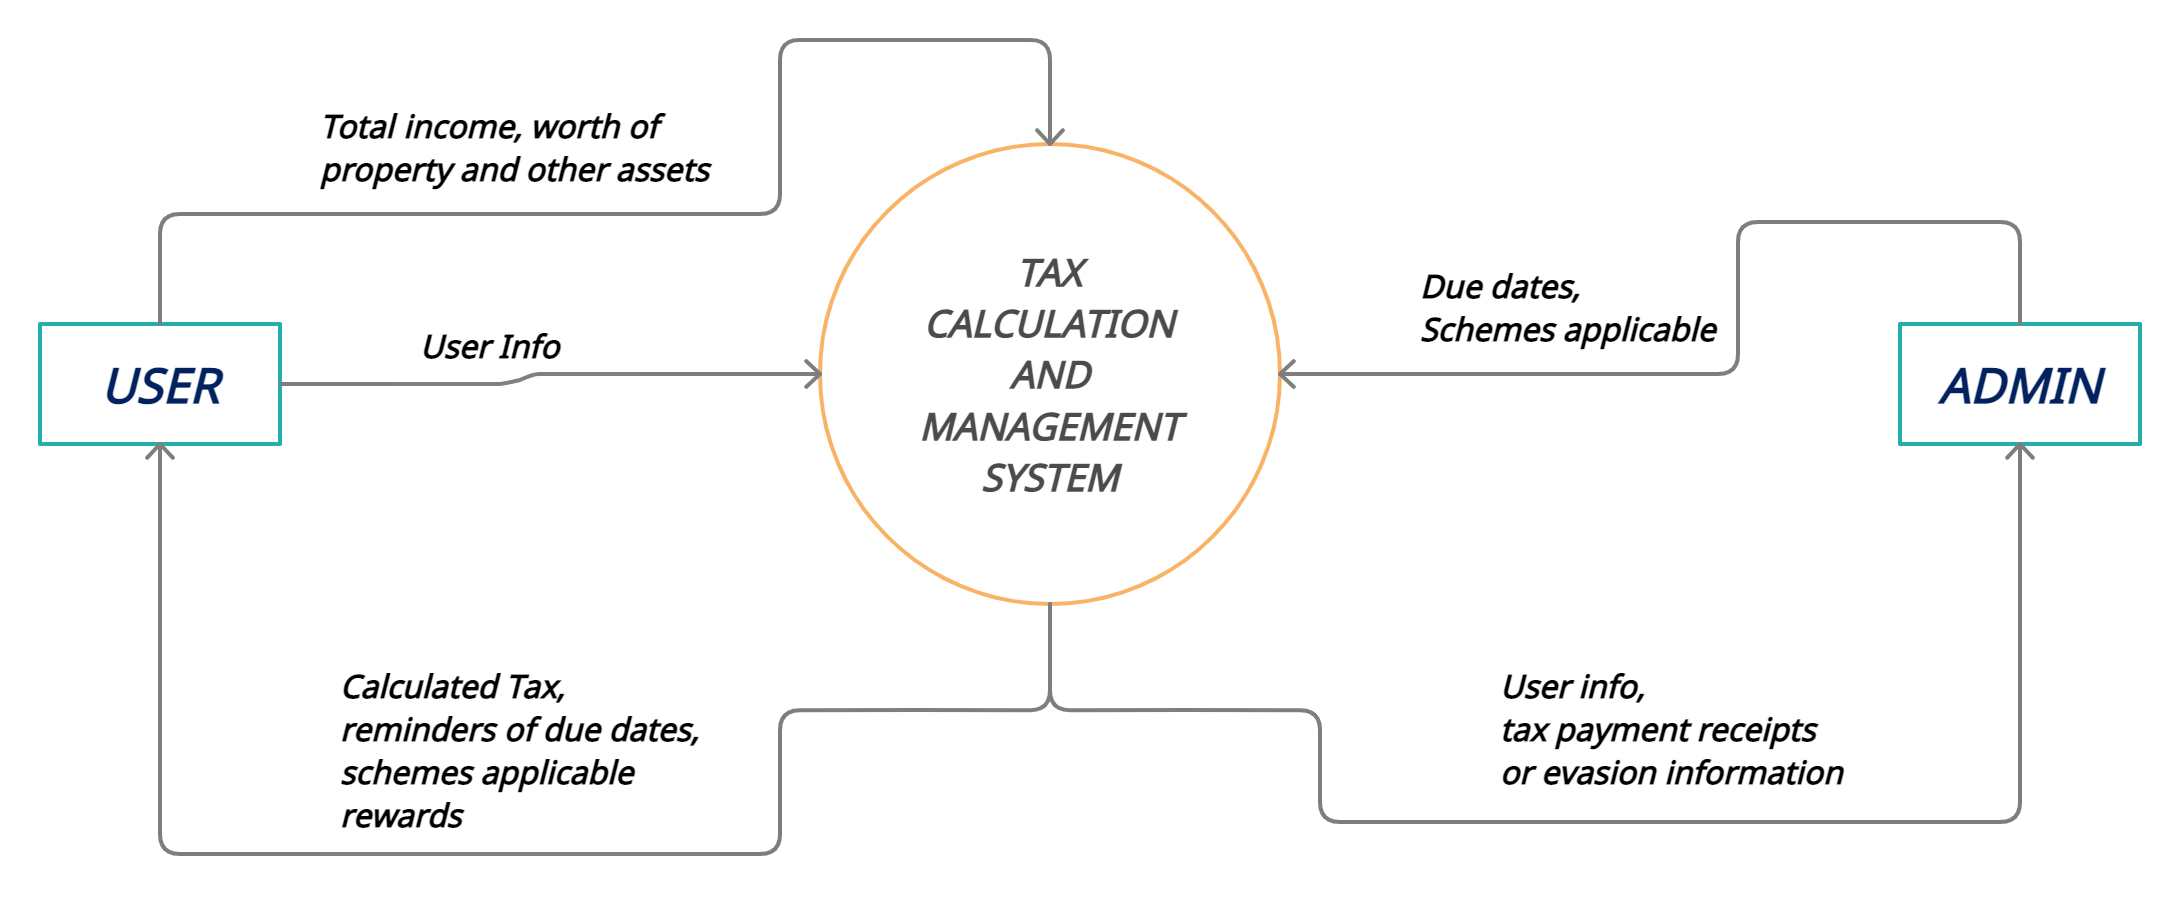 Total income, worth of
property and other assets
USER
User Info
TAX
CALCULATION
AND
MANAGEMENT
SYSTEM
Due dates,
Schemes applicable
ADMIN
Calculated Tax,
reminders of due dates,
schemes applicable
rewards
User info,
tax payment receipts
or evasion information